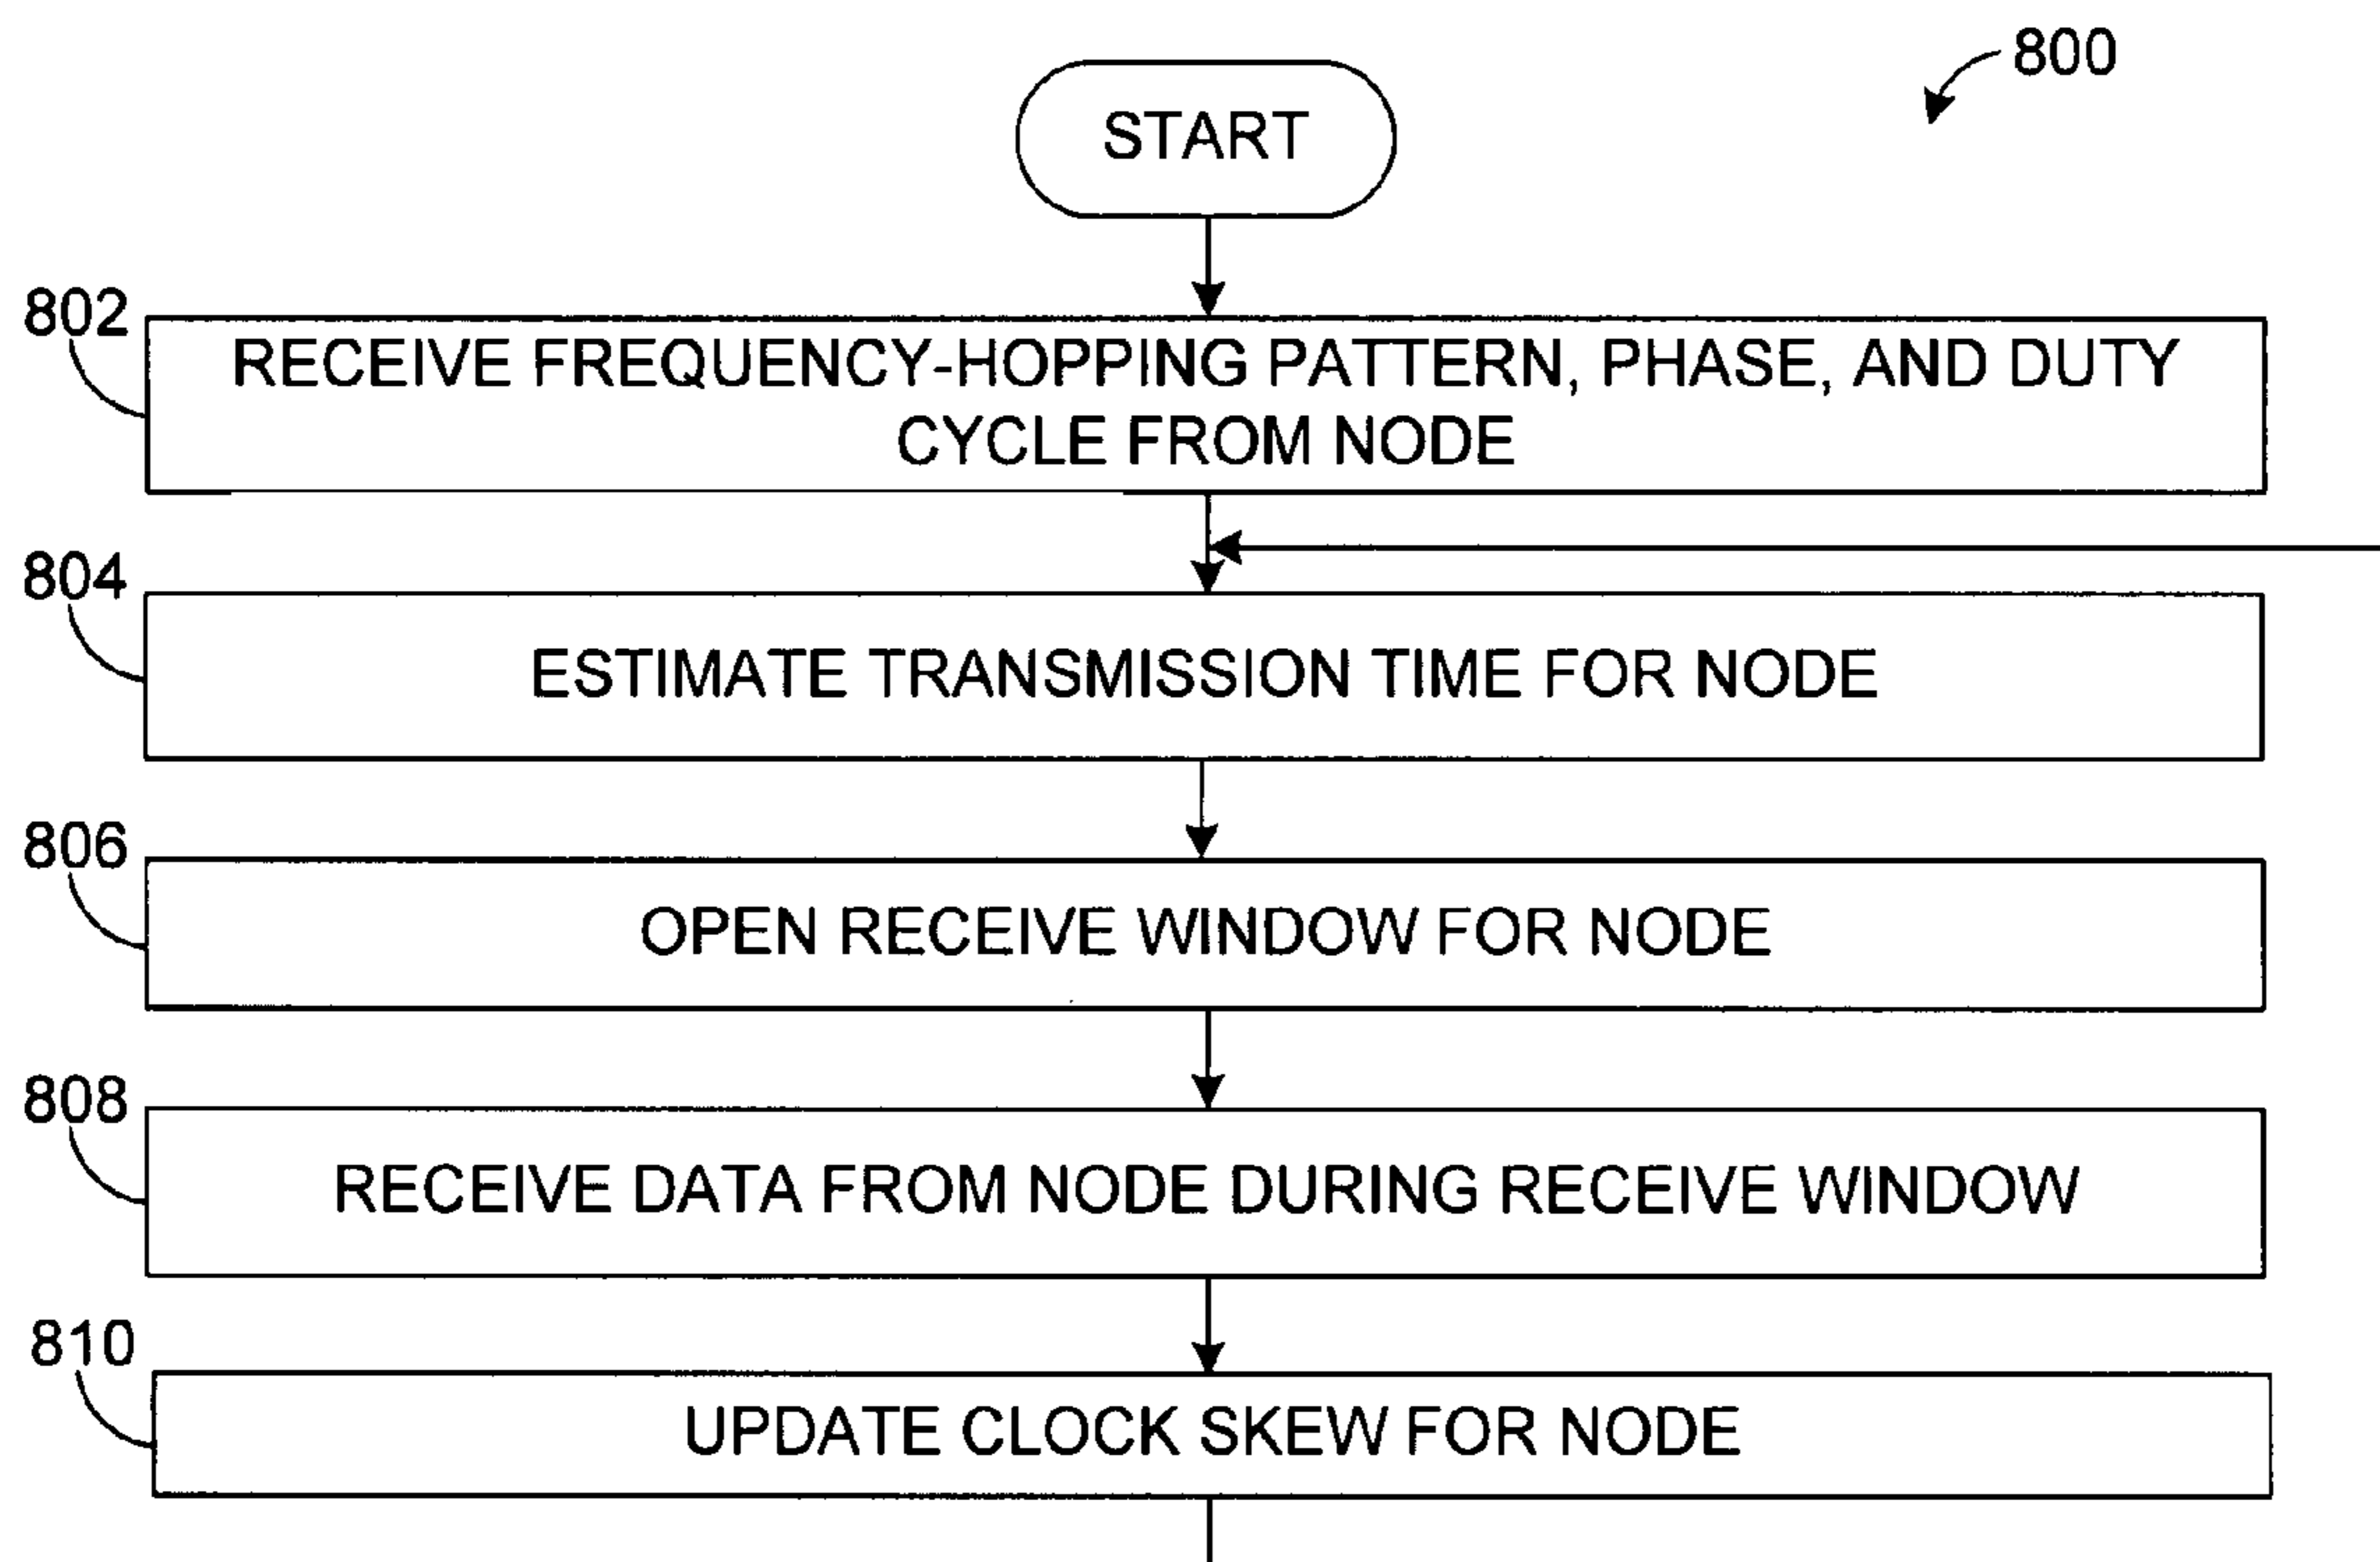 800
START
802
RECEIVE FREQUENCY-HOPPING PATTERN, PHASE, AND DUTY
CYCLE FROM NODE
804
ESTIMATE TRANSMISSION TIME FOR NODE
806
OPEN RECEIVE WINDOW FOR NODE
808
RECEIVE DATA FROM NODE DURING RECEIVE WINDOW
810
UPDATE CLOCK SKEW FOR NODE